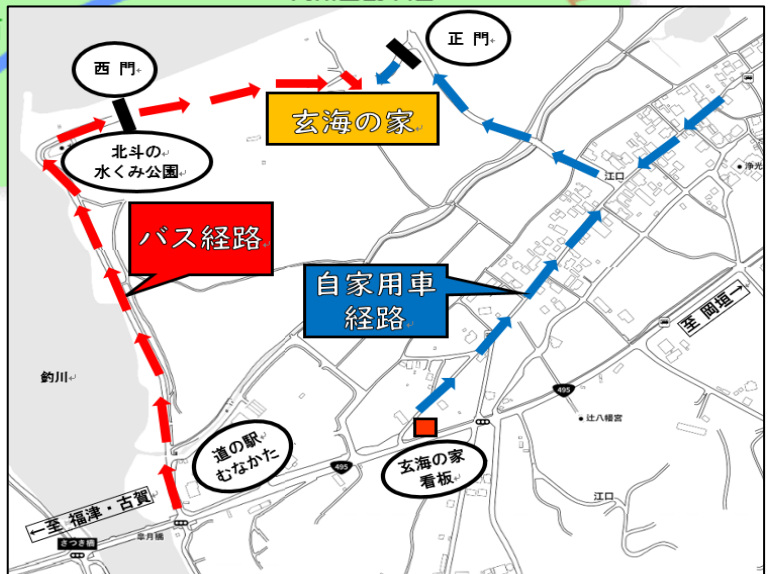 正 門
西 門
玄海の家
北斗の
水くみ公園
江口
浄光
バス経路
自家用車
経路
至 岡垣→
釣川
495
辻八幡宮
道の駅
むなかた
玄海の家
看板
495
江口
←至 福津・古賀
さつき橋
皐月橋